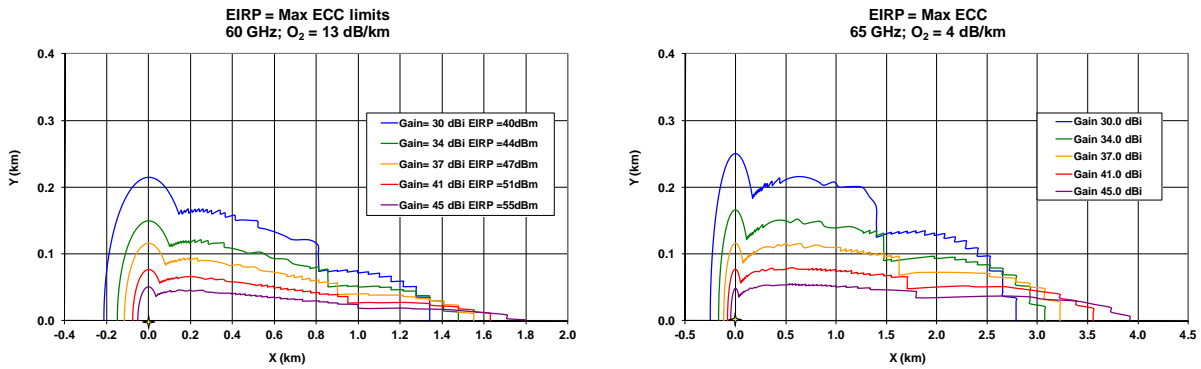 EIRP = Max ECC limits
60 GHz; O₂ = 13 dB/km
0.4
0.3
0.2
0.1
0.0
Y (km)
-0.4 -0.2 0.0 0.2 0.4 0.6 0.8 1.0 1.2 1.4 1.6 1.8 2.0
X (km)
Gain= 30 dBi EIRP =40dBm
Gain= 34 dBi EIRP =44dBm
Gain= 37 dBi EIRP =47dBm
Gain= 41 dBi EIRP =51dBm
Gain= 45 dBi EIRP =55dBm
EIRP = Max ECC
65 GHz; O₂ = 4 dB/km
0.4
0.3
0.2
0.1
0.0
Y (km)
-0.5 0.0 0.5 1.0 1.5 2.0 2.5 3.0 3.5 4.0 4.5
X (km)
Gain 30.0 dBi
Gain 34.0 dBi
Gain 37.0 dBi
Gain 41.0 dBi
Gain 45.0 dBi